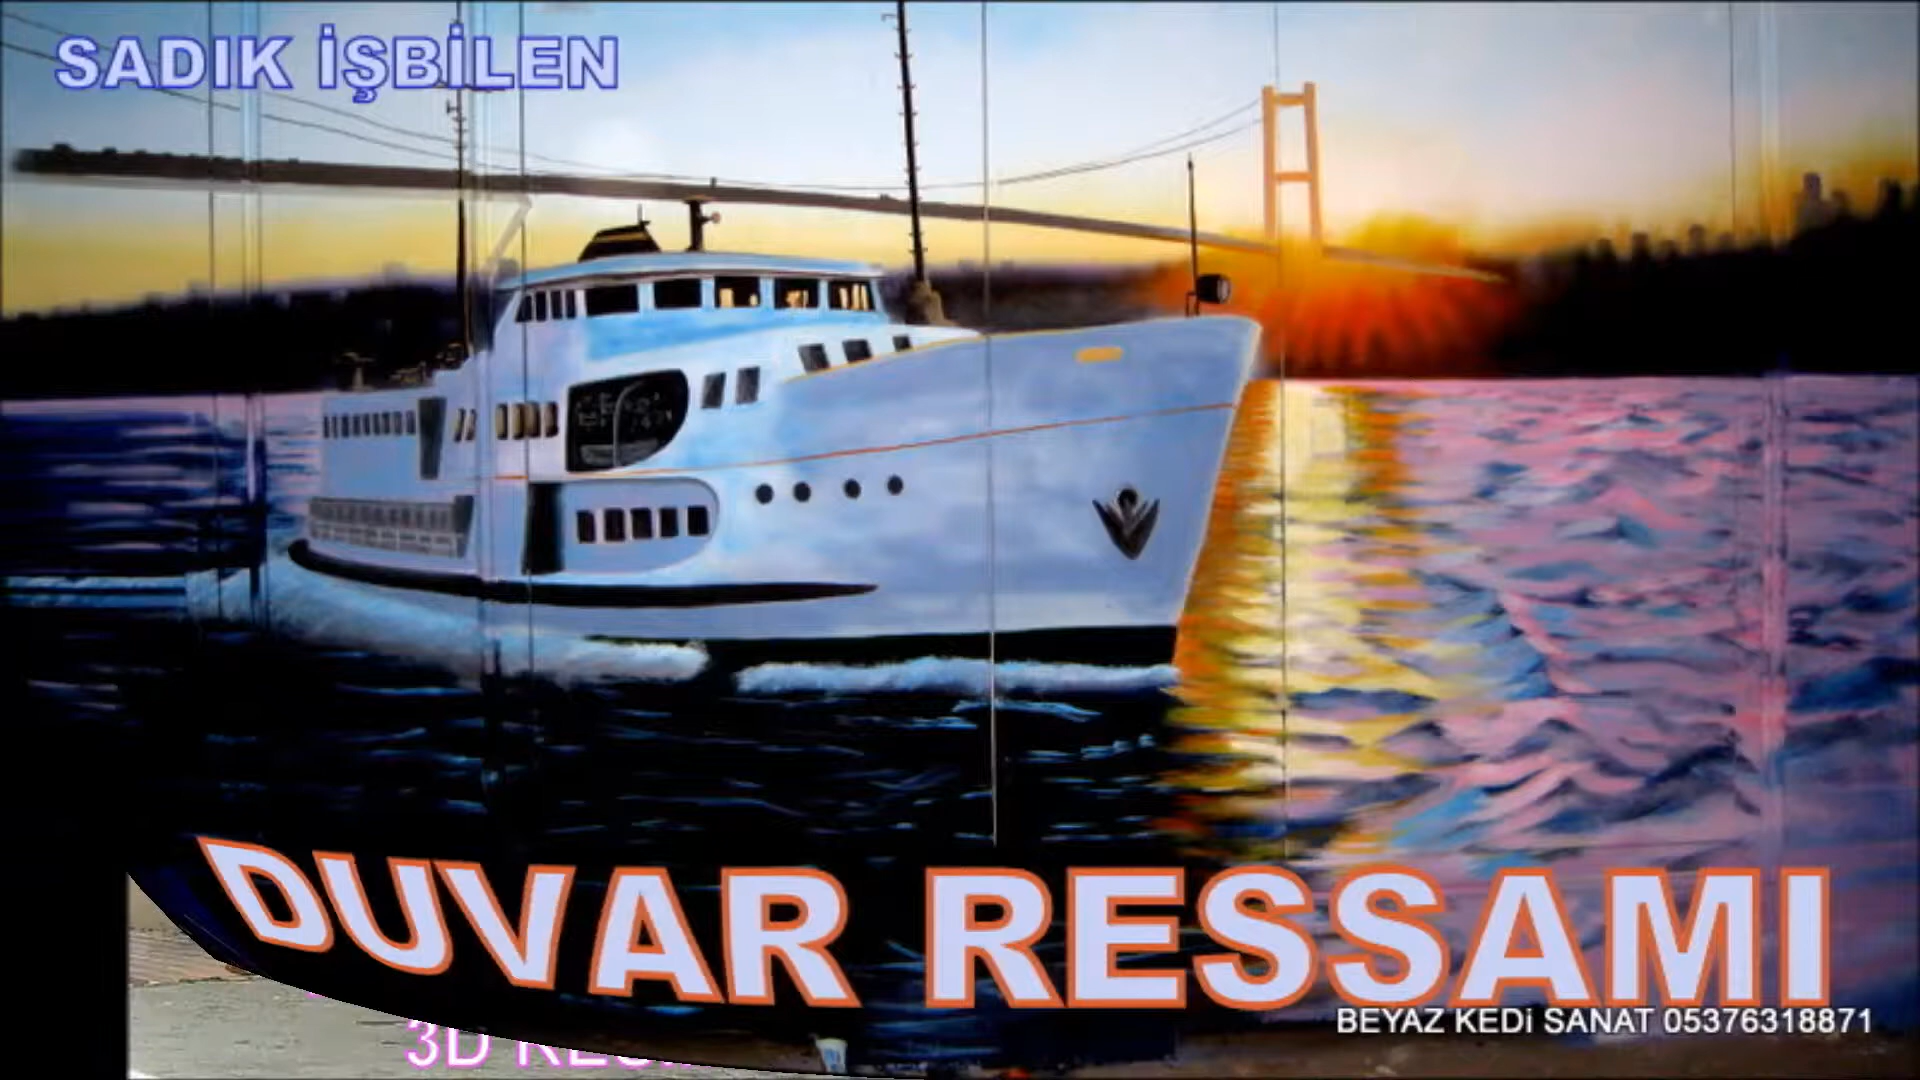 SADIK İŞBİLEN
DUVAR RESSAMI
BEYAZ KEDi SANAT 05376318871
3D